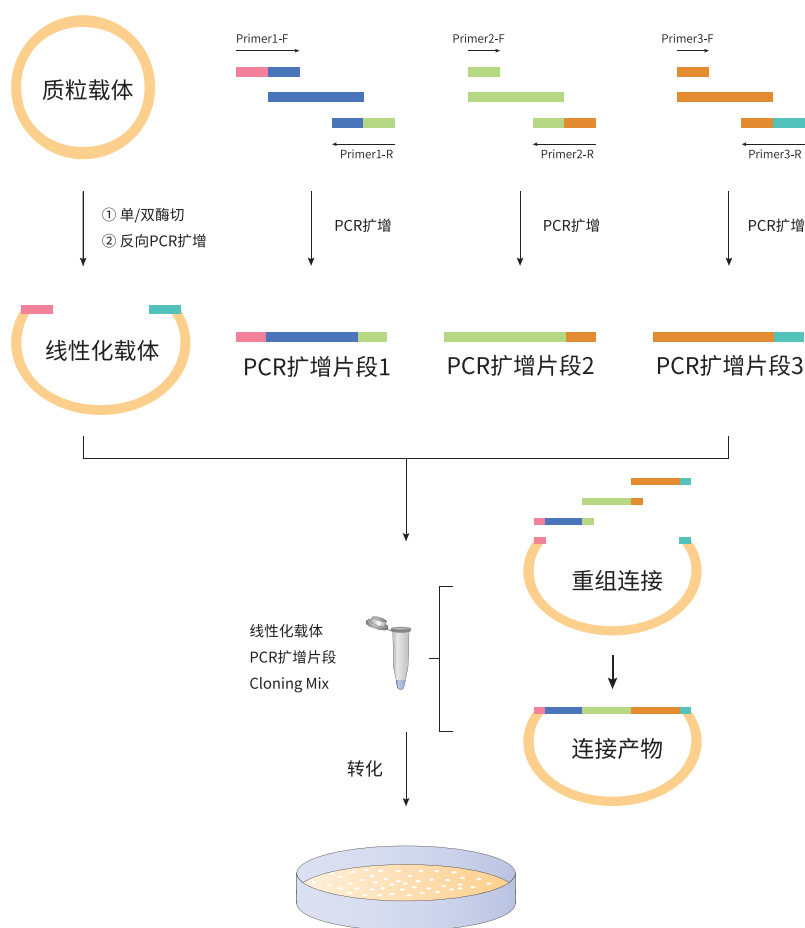 Primer1-F
Primer2-F
Primer3-F
质粒载体
Primer1-R
Primer2-R
Primer3-R
① 单/双酶切
② 反向PCR扩增
PCR扩增
PCR扩增
PCR扩增
线性化载体
PCR扩增片段1
PCR扩增片段2
PCR扩增片段3
重组连接
线性化载体
PCR扩增片段
Cloning Mix
连接产物
转化